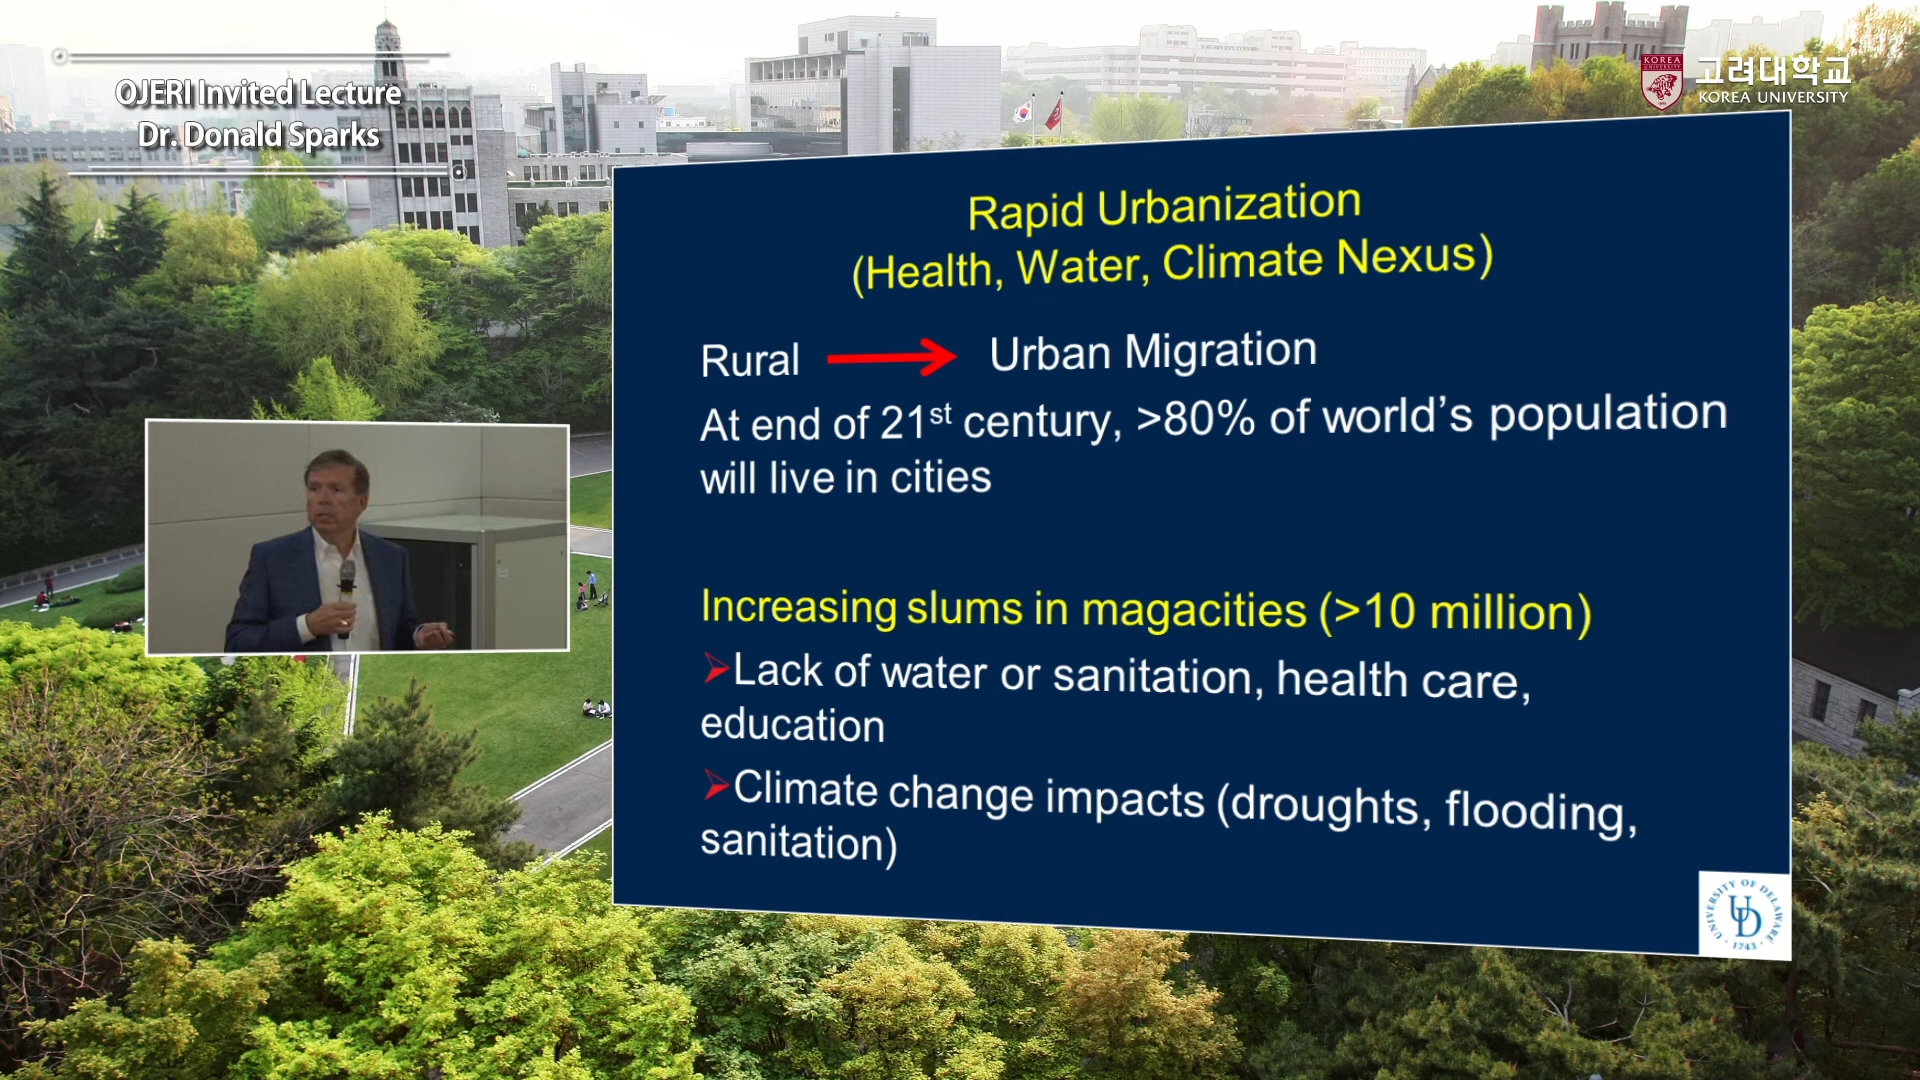 OJERI Invited Lecture
Dr. Donald Sparks
KOREA
UNIVERSITY
고려대학교
KOREA UNIVERSITY
Rapid Urbanization
(Health, Water, Climate Nexus)
Rural Urban Migration
At end of 21st century, >80% of world's population
will live in cities
Increasing slums in magacities (>10 million)
Lack of water or sanitation, health care,
education
Climate change impacts (droughts, flooding,
sanitation)
UNIVERSITY OF DELAWARE
UD
1743